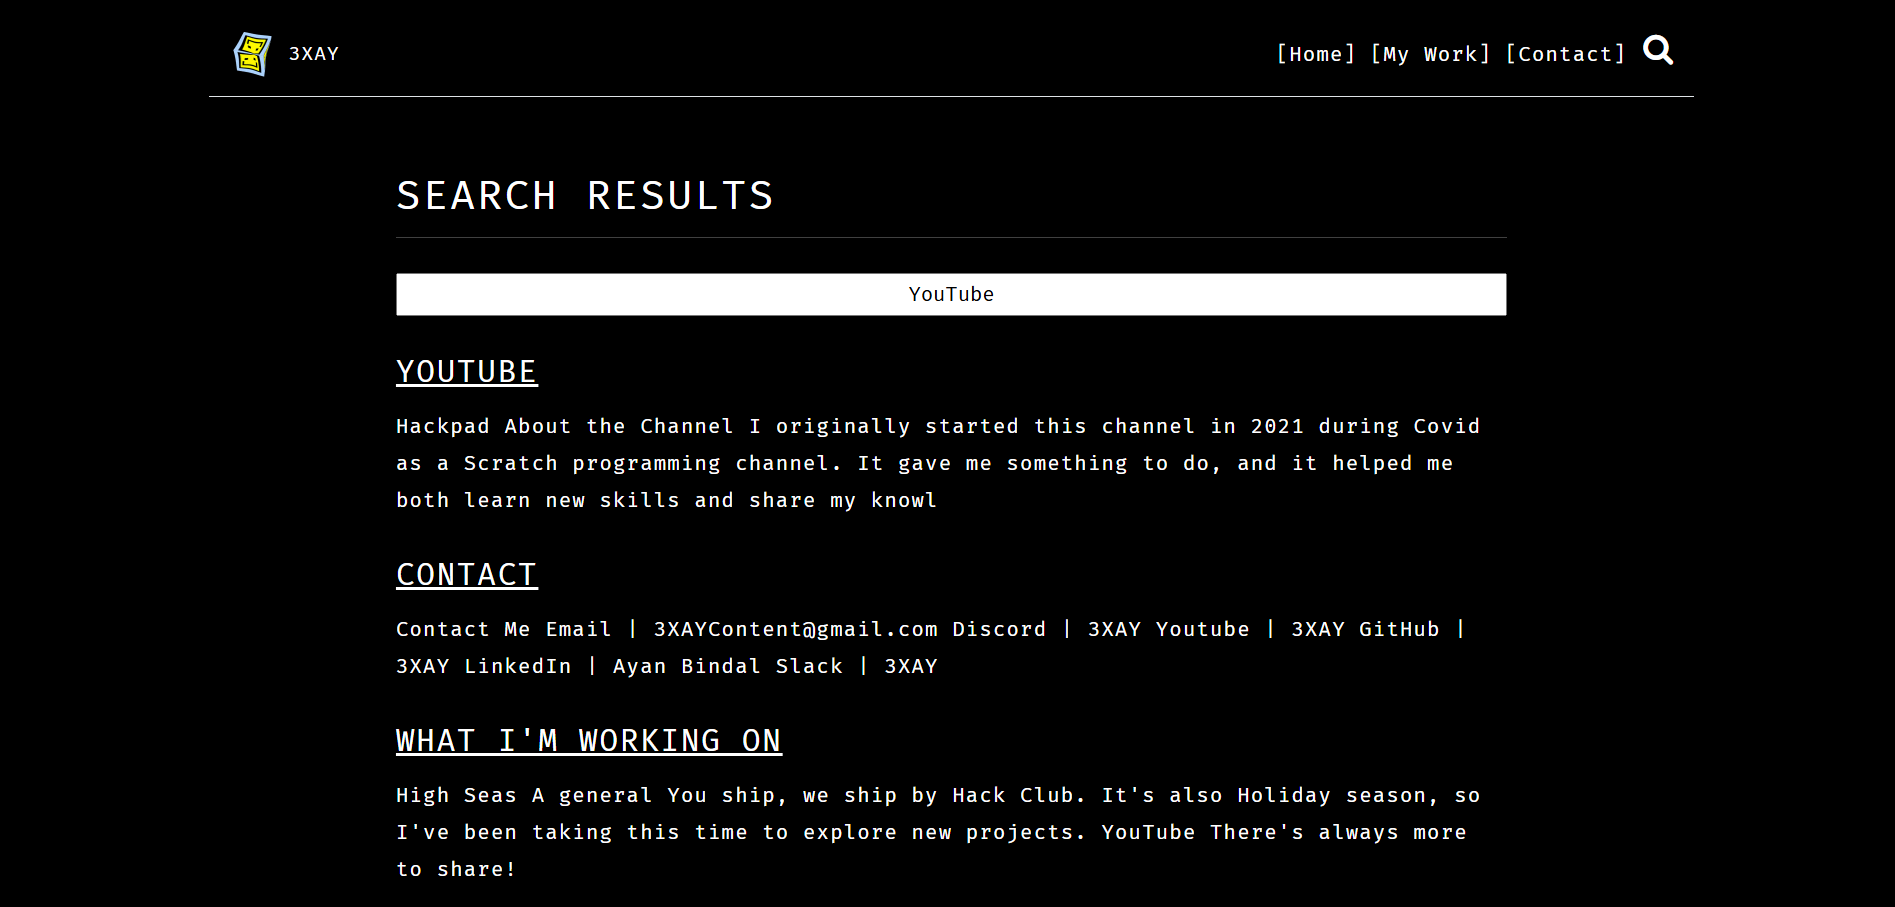 3XAY
[Home] [My Work] [Contact]
SEARCH RESULTS
YouTube
YOUTUBE
Hackpad About the Channel I originally started this channel in 2021 during Covid
as a Scratch programming channel. It gave me something to do, and it helped me
both learn new skills and share my knowl
CONTACT
Contact Me Email | 3XAYContent@gmail.com Discord | 3XAY Youtube | 3XAY GitHub |
3XAY LinkedIn | Ayan Bindal Slack | 3XAY
WHAT I'M WORKING ON
High Seas A general You ship, we ship by Hack Club. It's also Holiday season, so
I've been taking this time to explore new projects. YouTube There's always more
to share!